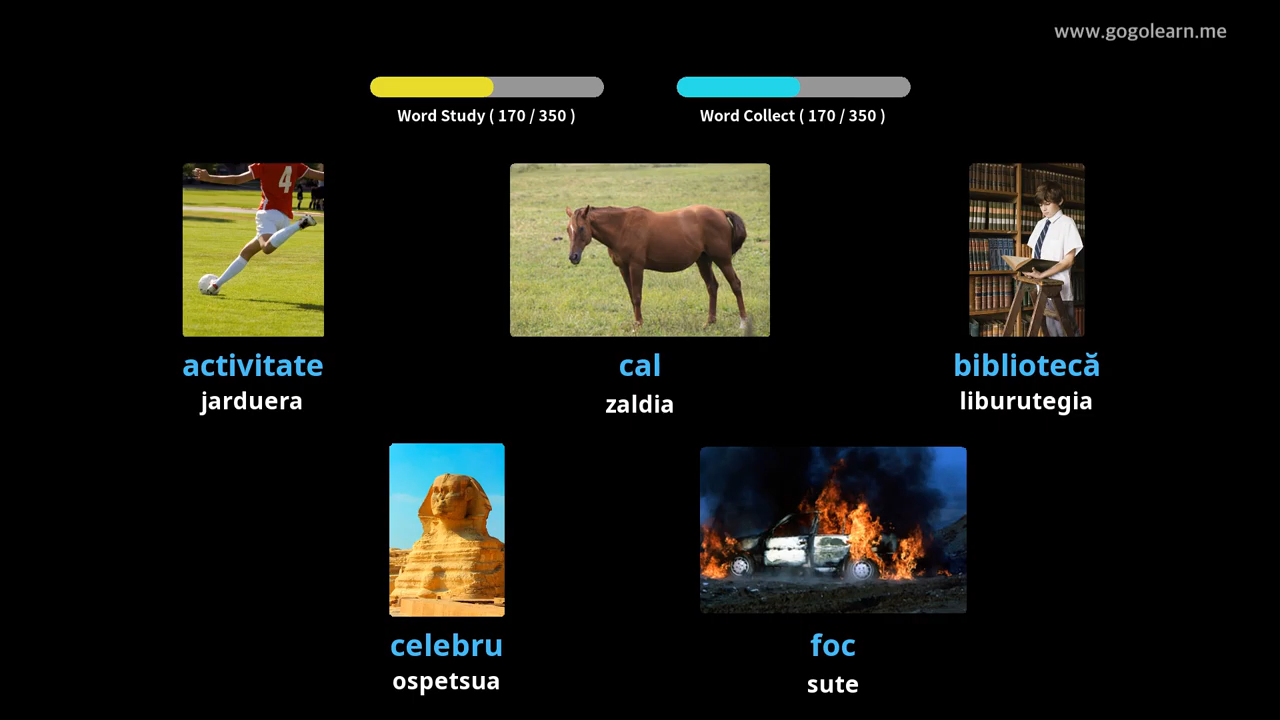 www.gogolearn.me
Word Study ( 170 / 350 )
Word Collect ( 170 / 350 )
4
activitate
jarduera
cal
zaldia
bibliotecă
liburutegia
celebru
ospetsua
foc
sute